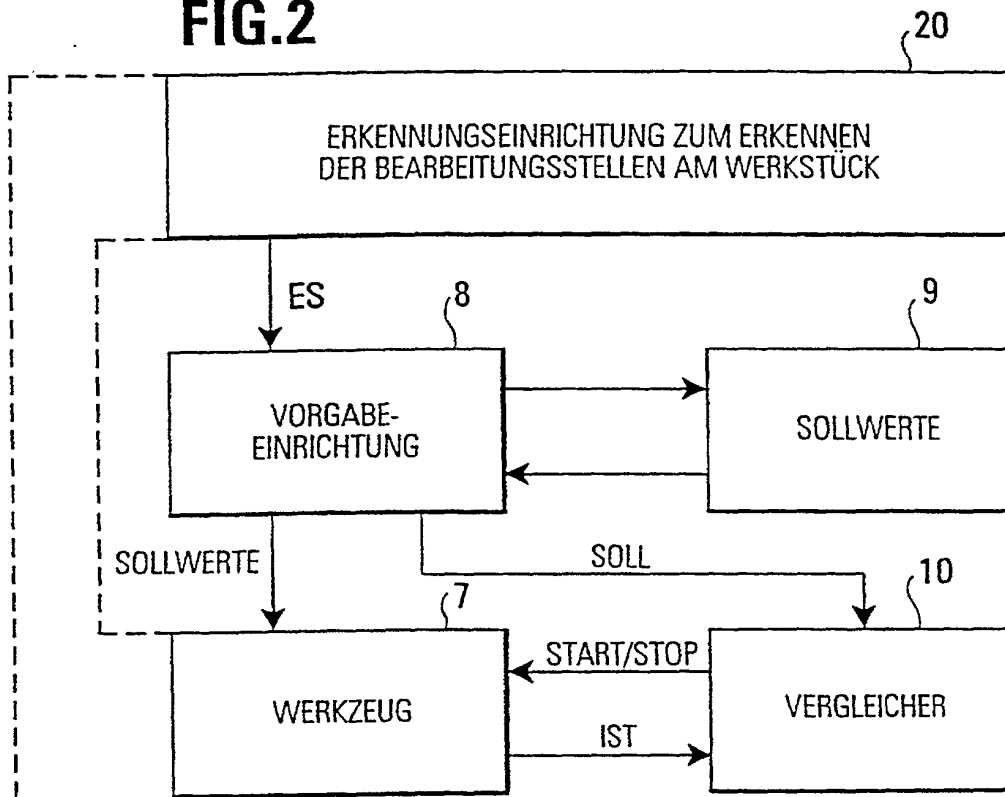 FIG.2
20
ERKENNUNGSEINRICHTUNG ZUM ERKENNEN
DER BEARBEITUNGSSTELLEN AM WERKSTÜCK
ES
8
9
VORGABE-
EINRICHTUNG
SOLLWERTE
SOLLWERTE
SOLL
7
10
START/STOP
WERKZEUG
VERGLEICHER
IST